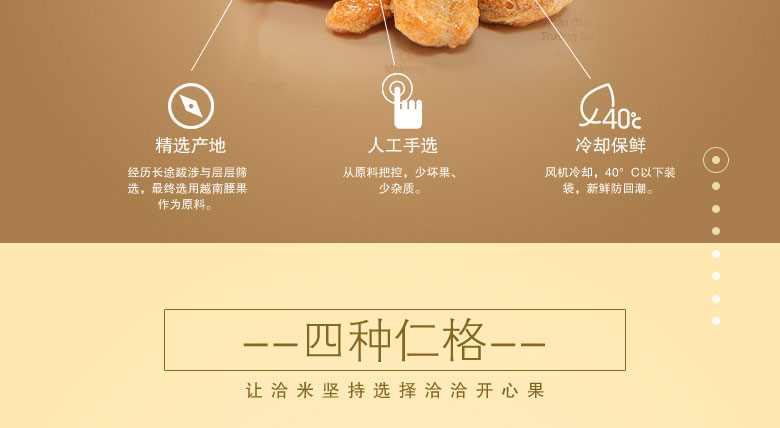 Trường Sa
Mekong
Phuket
40℃
精选产地
人工手选
冷却保鲜
经历长途跋涉与层层筛
选，最终选用越南腰果
作为原料。
从原料把控，少坏果、
少杂质。
风机冷却，40°C以下装
袋，新鲜防回潮。
——四种仁格——
让洽米坚持选择洽洽开心果